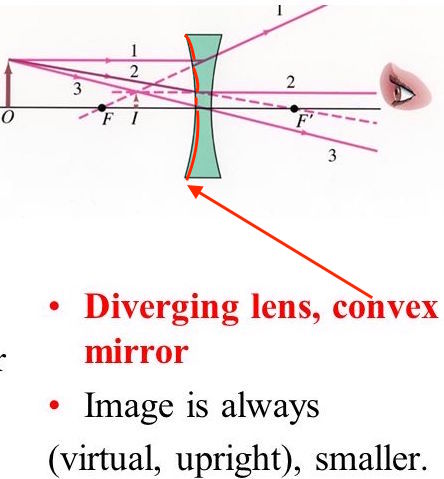 1
1
2
3
2
O
F
I
F'
3
• Diverging lens, convex
mirror
r
• Image is always
(virtual, upright), smaller.